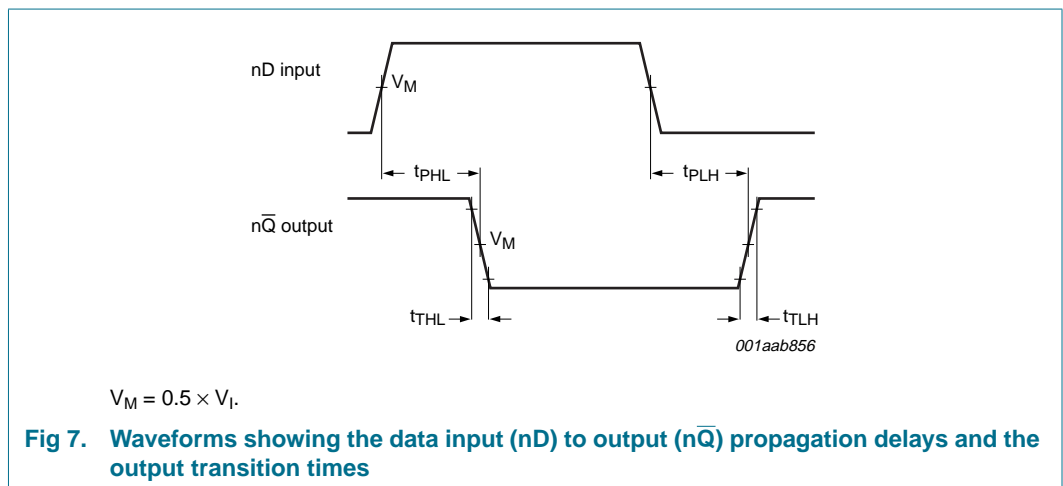 nD input
VM
tPHL
tPLH
nQ̅ output
VM
tTHL
tTLH
001aab856
VM = 0.5 × VI.
Fig 7. Waveforms showing the data input (nD) to output (nQ̅) propagation delays and the
output transition times